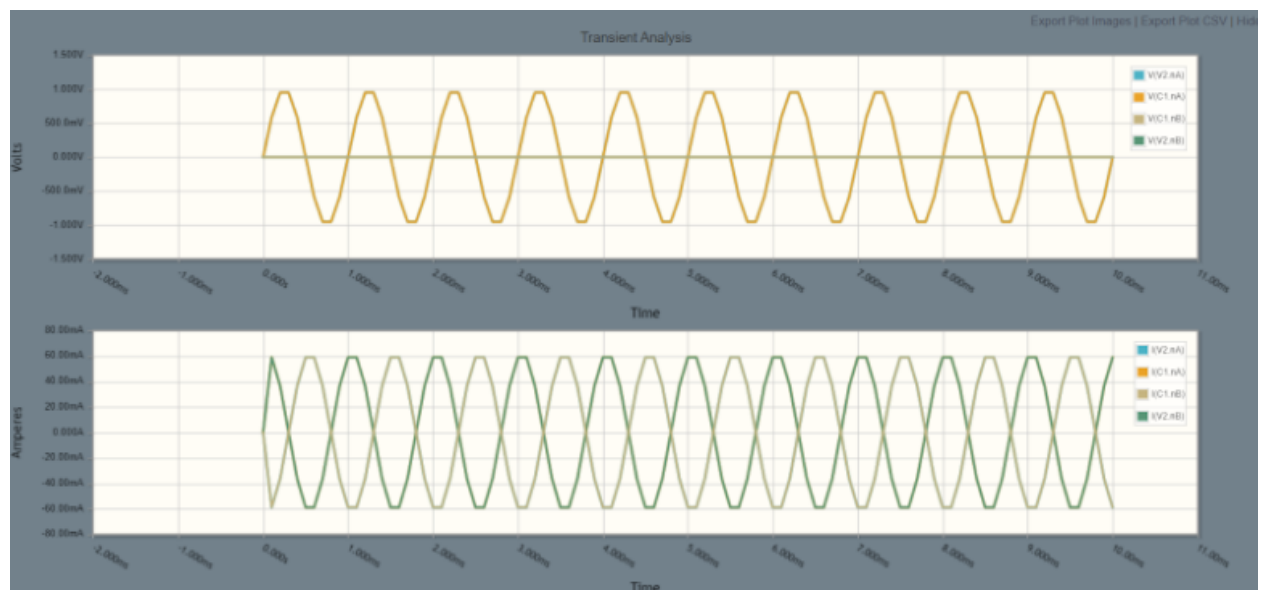 Export Plot Images | Export Plot CSV | Hide
Transient Analysis
1.500V
1.000V
500.0mV
0.000V
-500.0mV
-1.000V
-1.500V
Volts
V(V2.nA)
V(C1.nA)
V(C1.nB)
V(V2.nB)
-2.000ms
-1.000ms
0.000s
1.000ms
2.000ms
3.000ms
4.000ms
5.000ms
6.000ms
7.000ms
8.000ms
9.000ms
10.00ms
11.00ms
Time
80.00mA
60.00mA
40.00mA
20.00mA
0.000A
-20.00mA
-40.00mA
-60.00mA
-80.00mA
Amperes
I(V2.nA)
I(C1.nA)
I(C1.nB)
I(V2.nB)
-2.000ms
-1.000ms
0.000s
1.000ms
2.000ms
3.000ms
4.000ms
5.000ms
6.000ms
7.000ms
8.000ms
9.000ms
10.00ms
11.00ms
Time